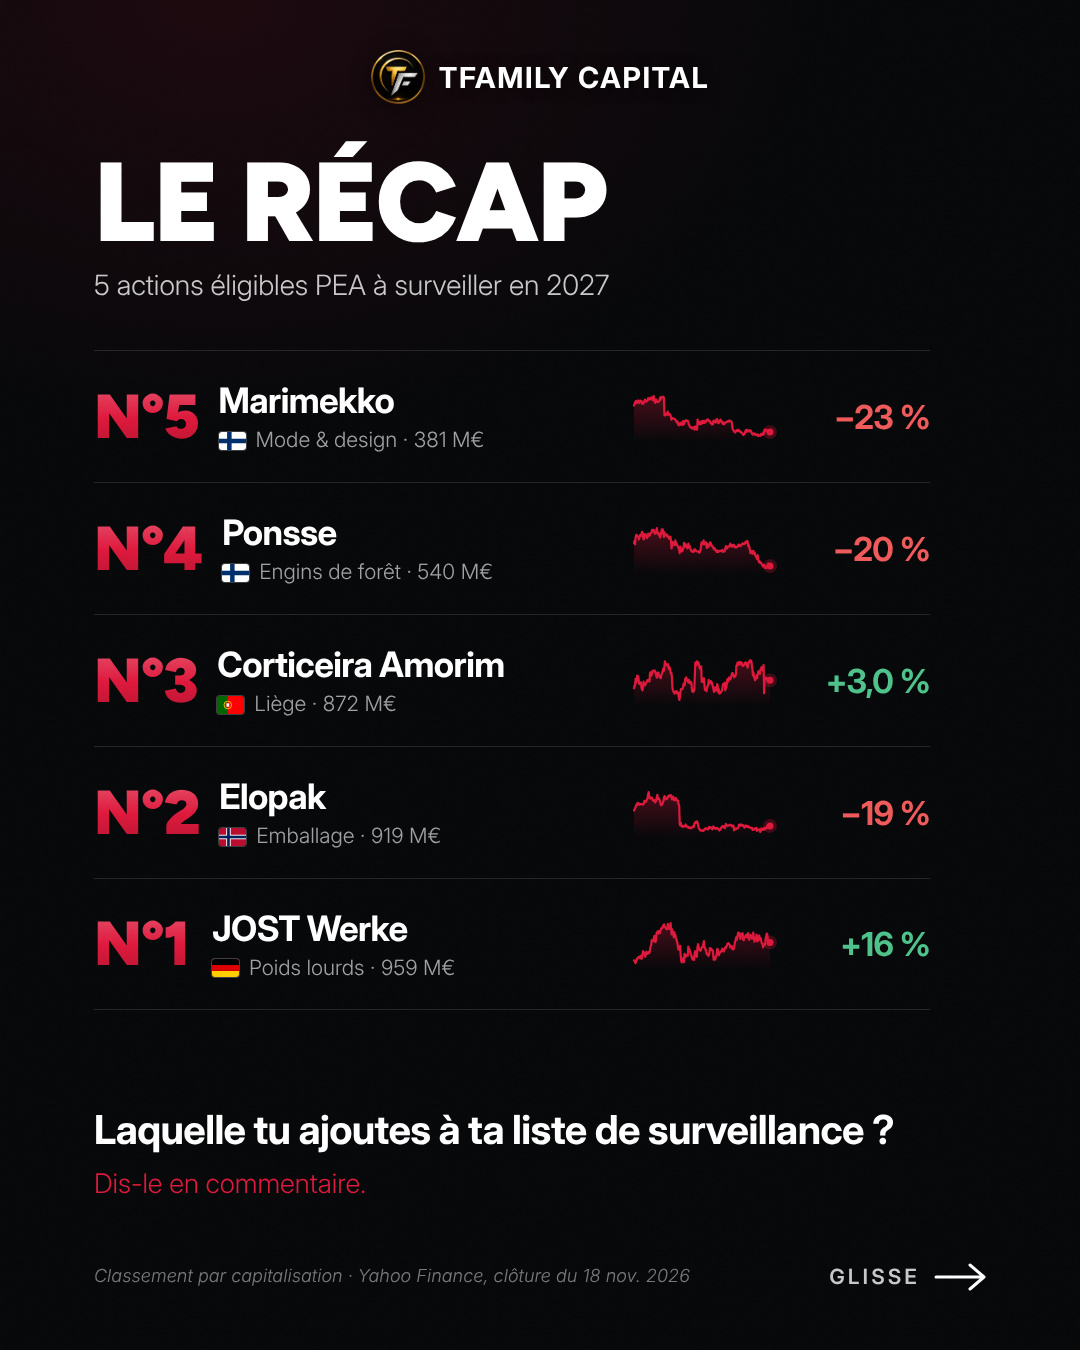 TF TFAMILY CAPITAL
LE RÉCAP
5 actions éligibles PEA à surveiller en 2027
N°5 Marimekko
Mode & design · 381 M€
−23 %
N°4 Ponsse
Engins de forêt · 540 M€
−20 %
N°3 Corticeira Amorim
Liège · 872 M€
+3,0 %
N°2 Elopak
Emballage · 919 M€
−19 %
N°1 JOST Werke
Poids lourds · 959 M€
+16 %
Laquelle tu ajoutes à ta liste de surveillance ?
Dis-le en commentaire.
Classement par capitalisation · Yahoo Finance, clôture du 18 nov. 2026
GLISSE